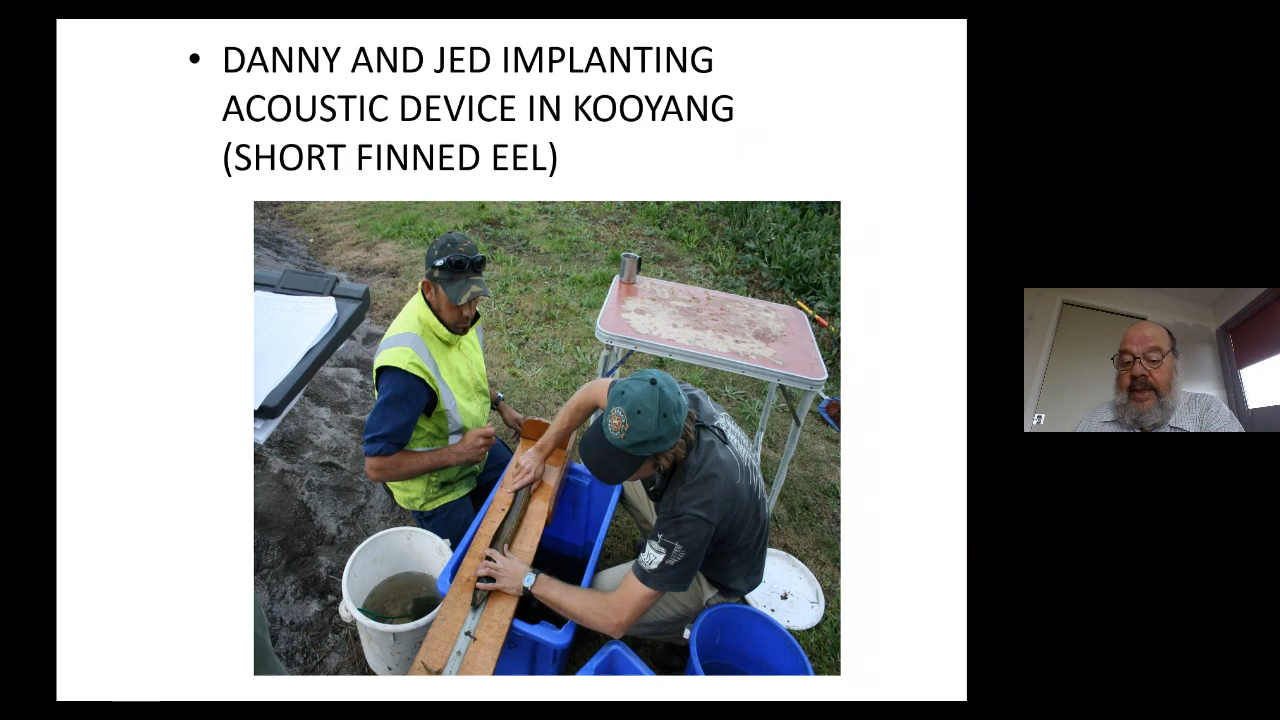 • DANNY AND JED IMPLANTING
ACOUSTIC DEVICE IN KOOYANG
(SHORT FINNED EEL)